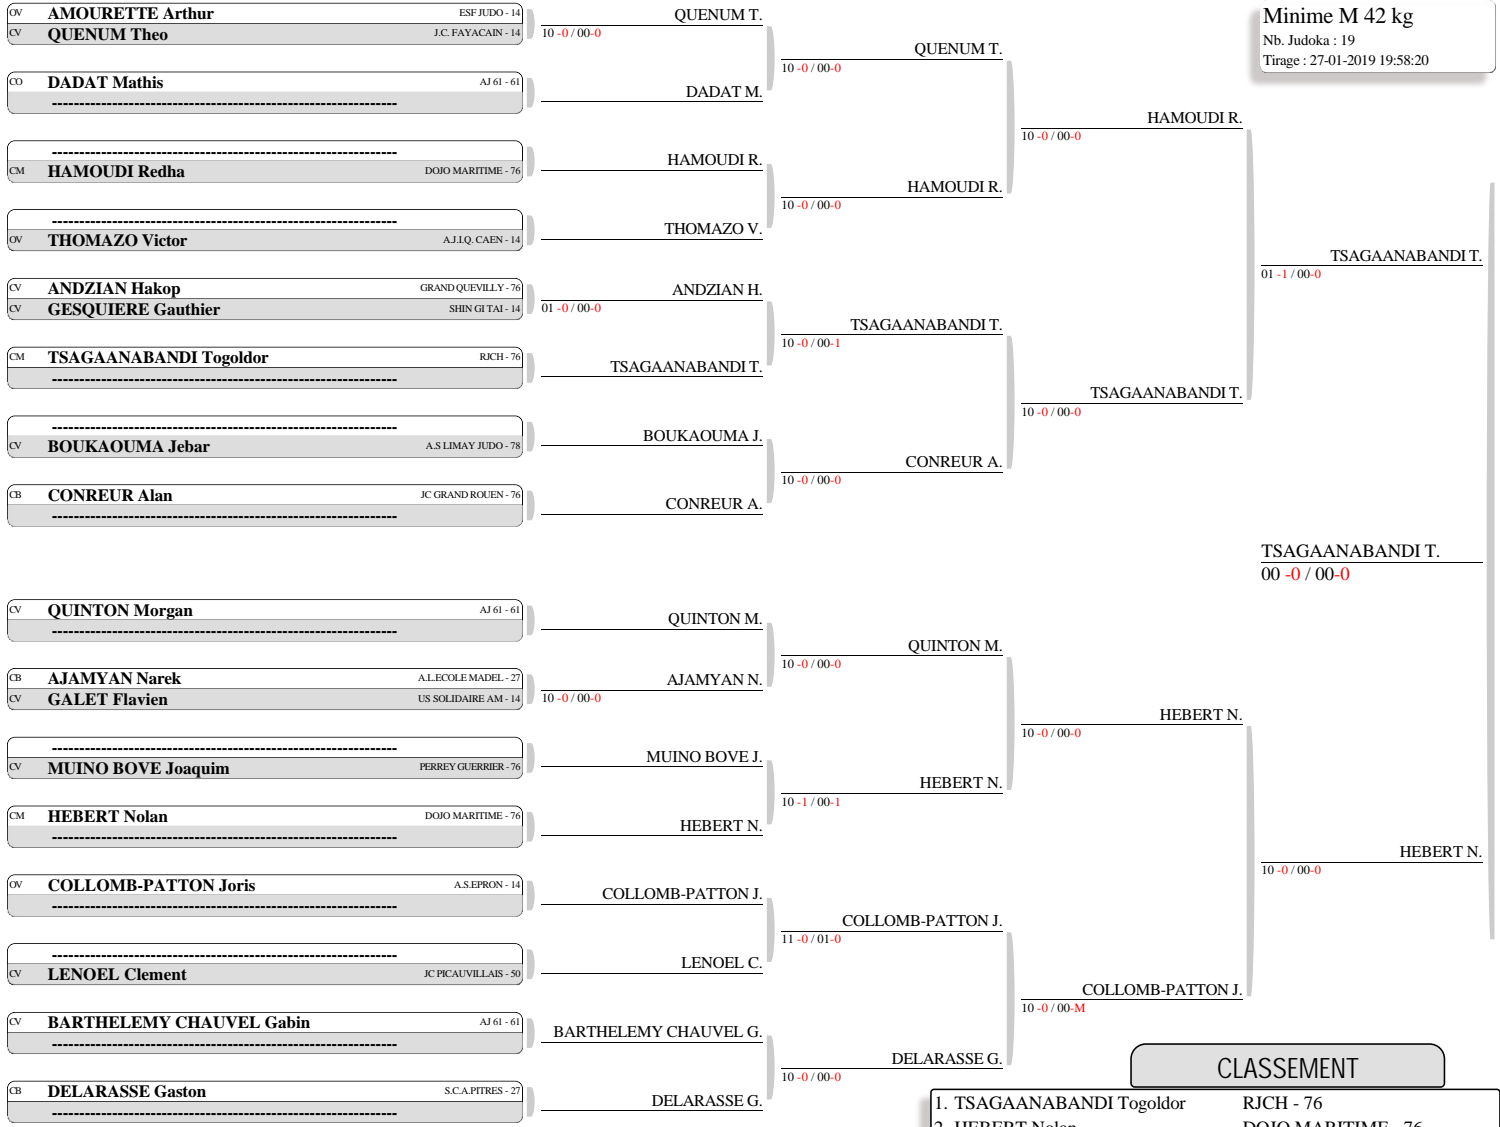 Minime M 42 kg
Nb. Judoka : 19
Tirage : 27-01-2019 19:58:20
OV AMOURETTE Arthur ESF JUDO - 14
CV QUENUM Theo J.C. FAYACAIN - 14
CO DADAT Mathis AJ 61 - 61
----------------------------------------------------------------
----------------------------------------------------------------
CM HAMOUDI Redha DOJO MARITIME - 76
----------------------------------------------------------------
OV THOMAZO Victor A.J.I.Q. CAEN - 14
CV ANDZIAN Hakop GRAND QUEVILLY - 76
CV GESQUIERE Gauthier SHIN GI TAI - 14
CM TSAGAANABANDI Togoldor RJCH - 76
----------------------------------------------------------------
----------------------------------------------------------------
CV BOUKAOUMA Jebar A.S LIMAY JUDO - 78
CB CONREUR Alan JC GRAND ROUEN - 76
----------------------------------------------------------------
CV QUINTON Morgan AJ 61 - 61
----------------------------------------------------------------
CB AJAMYAN Narek A.L.ECOLE MADEL - 27
CV GALET Flavien US SOLIDAIRE AM - 14
----------------------------------------------------------------
CV MUINO BOVE Joaquim PERREY GUERRIER - 76
CM HEBERT Nolan DOJO MARITIME - 76
----------------------------------------------------------------
OV COLLOMB-PATTON Joris A.S.EPRON - 14
----------------------------------------------------------------
----------------------------------------------------------------
CV LENOEL Clement JC PICAUVILLAIS - 50
CV BARTHELEMY CHAUVEL Gabin AJ 61 - 61
----------------------------------------------------------------
CB DELARASSE Gaston S.C.A.PITRES - 27
----------------------------------------------------------------
QUENUM T.
10 -0 / 00-0
DADAT M.
HAMOUDI R.
THOMAZO V.
ANDZIAN H.
01 -0 / 00-0
TSAGAANABANDI T.
BOUKAOUMA J.
CONREUR A.
QUINTON M.
AJAMYAN N.
10 -0 / 00-0
MUINO BOVE J.
HEBERT N.
COLLOMB-PATTON J.
LENOEL C.
BARTHELEMY CHAUVEL G.
DELARASSE G.
QUENUM T.
10 -0 / 00-0
HAMOUDI R.
10 -0 / 00-0
TSAGAANABANDI T.
10 -0 / 00-1
CONREUR A.
10 -0 / 00-0
QUINTON M.
10 -0 / 00-0
HEBERT N.
10 -1 / 00-1
COLLOMB-PATTON J.
11 -0 / 01-0
DELARASSE G.
10 -0 / 00-0
HAMOUDI R.
10 -0 / 00-0
TSAGAANABANDI T.
10 -0 / 00-0
HEBERT N.
10 -0 / 00-0
COLLOMB-PATTON J.
10 -0 / 00-M
TSAGAANABANDI T.
01 -1 / 00-0
HEBERT N.
10 -0 / 00-0
TSAGAANABANDI T.
00 -0 / 00-0
CLASSEMENT
1. TSAGAANABANDI Togoldor RJCH - 76
2. HEBERT Nolan DOJO MARITIME - 76